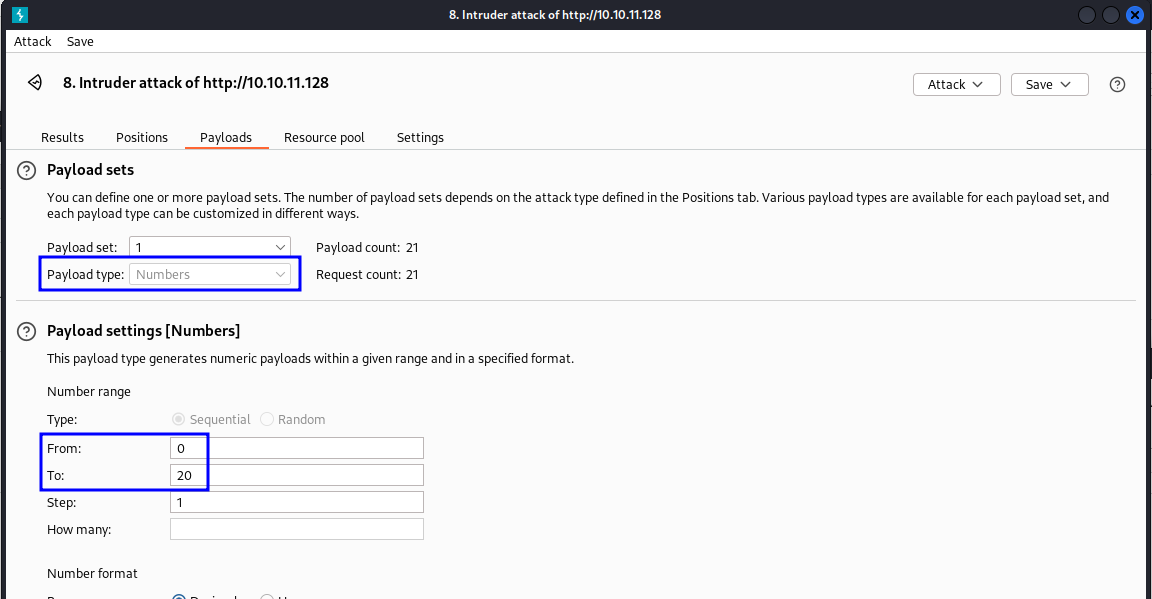 8. Intruder attack of http://10.10.11.128
Attack Save
8. Intruder attack of http://10.10.11.128
Attack Save ?
Results Positions Payloads Resource pool Settings
? Payload sets
You can define one or more payload sets. The number of payload sets depends on the attack type defined in the Positions tab. Various payload types are available for each payload set, and
each payload type can be customized in different ways.
Payload set: 1 Payload count: 21
Payload type: Numbers Request count: 21
? Payload settings [Numbers]
This payload type generates numeric payloads within a given range and in a specified format.
Number range
Type: Sequential Random
From: 0
To: 20
Step: 1
How many:
Number format